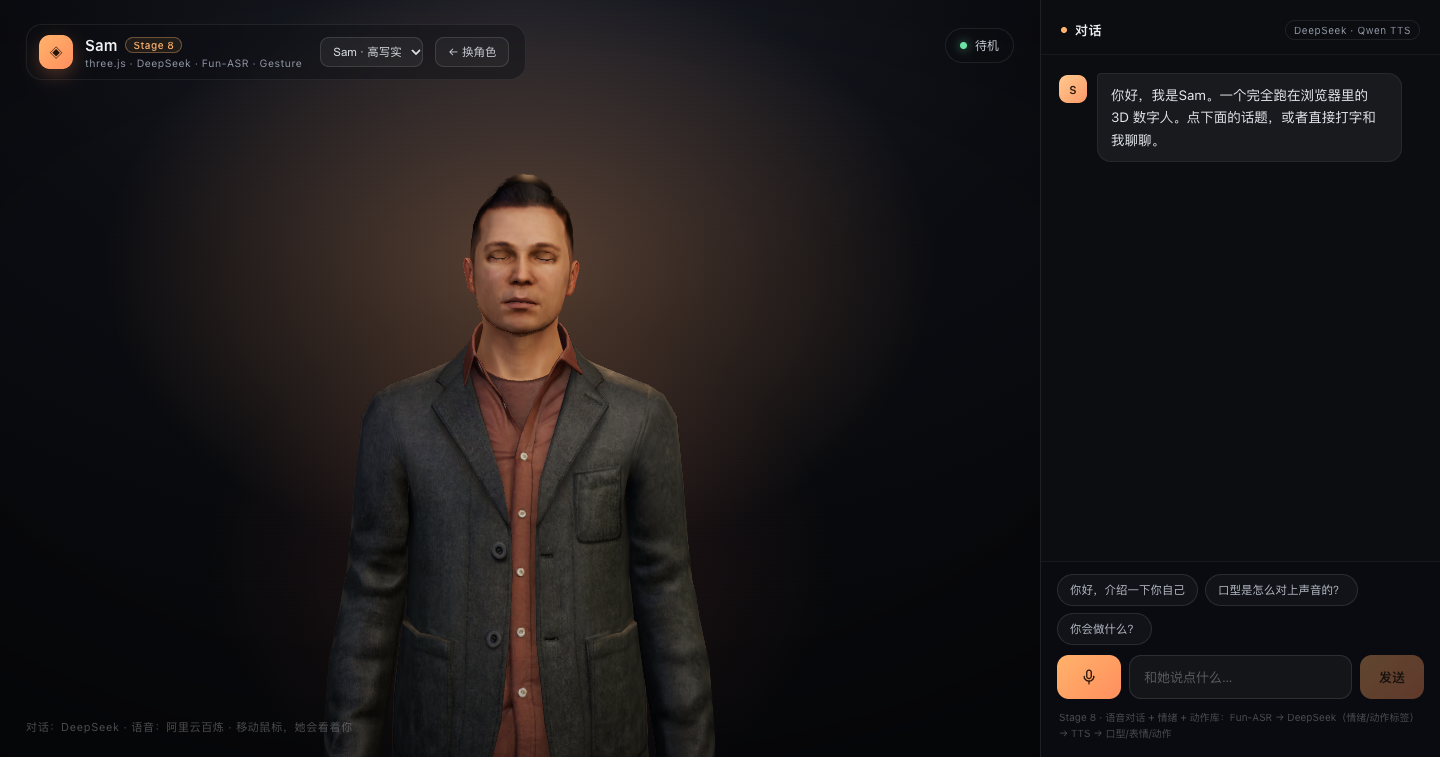 Sam Stage 8
three.js · DeepSeek · Fun-ASR · Gesture
Sam · 高写实
← 换角色
待机
对话
DeepSeek · Qwen TTS
S
你好，我是Sam。一个完全跑在浏览器里的
3D 数字人。点下面的话题，或者直接打字和
我聊聊。
你好，介绍一下你自己
口型是怎么对上声音的？
你会做什么？
和她说点什么...
发送
Stage 8 · 语音对话 + 情绪 + 动作库：Fun-ASR → DeepSeek（情绪/动作标签）
→ TTS → 口型/表情/动作
对话：DeepSeek · 语音：阿里云百炼 · 移动鼠标，她会看着你